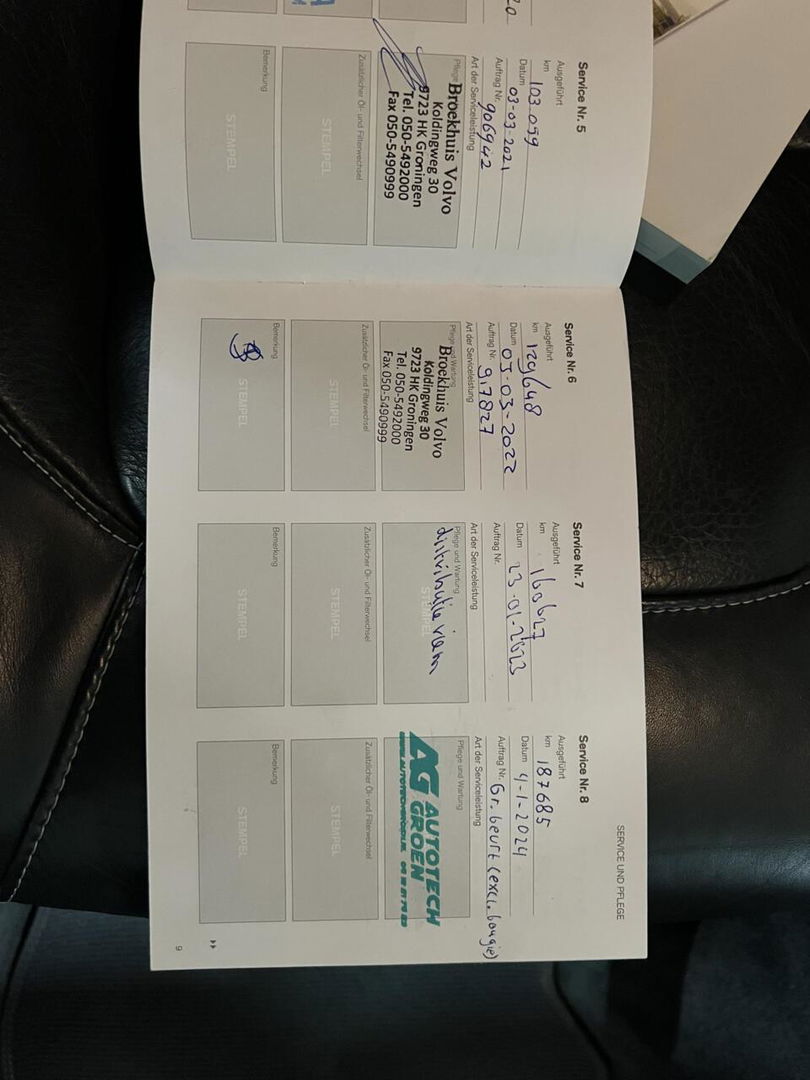 SERVICE UND PFLEGE
Service Nr. 5
Ausgeführt
km 103.059
Datum 03-03-2021
Auftrag Nr. 906942
Art der Serviceleistung
Pflege
Broekhuis Volvo
Koldingweg 30
9723 HK Groningen
Tel. 050-5492000
Fax 050-5490999
Zusätzlicher Öl- und Filterwechsel
STEMPEL
Bemerkung
STEMPEL
Service Nr. 6
Ausgeführt
km 129648
Datum 03-03-2022
Auftrag Nr. 917827
Art der Serviceleistung
Pflege und Wartung
Broekhuis Volvo
Koldingweg 30
9723 HK Groningen
Tel. 050-5492000
Fax 050-5490999
Zusätzlicher Öl- und Filterwechsel
STEMPEL
Bemerkung
STEMPEL
Service Nr. 7
Ausgeführt
km 160627
Datum 23-01-2023
Auftrag Nr.
Art der Serviceleistung
Pflege und Wartung
distributie riem
STEMPEL
Zusätzlicher Öl- und Filterwechsel
STEMPEL
Bemerkung
STEMPEL
Service Nr. 8
Ausgeführt
km 187685
Datum 4-1-2024
Auftrag Nr. Gr. beurt (excl. bougie)
Art der Serviceleistung
Pflege und Wartung
AG AUTOTECH
GROEN
Zusätzlicher Öl- und Filterwechsel
STEMPEL
Bemerkung
STEMPEL
9